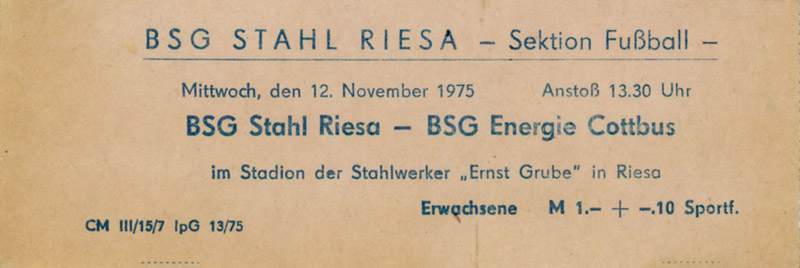 BSG STAHL RIESA – Sektion Fußball –
Mittwoch, den 12. November 1975 Anstoß 13.30 Uhr
BSG Stahl Riesa – BSG Energie Cottbus
im Stadion der Stahlwerker „Ernst Grube“ in Riesa
Erwachsene M 1.– + –.10 Sportf.
CM III/15/7 IpG 13/75